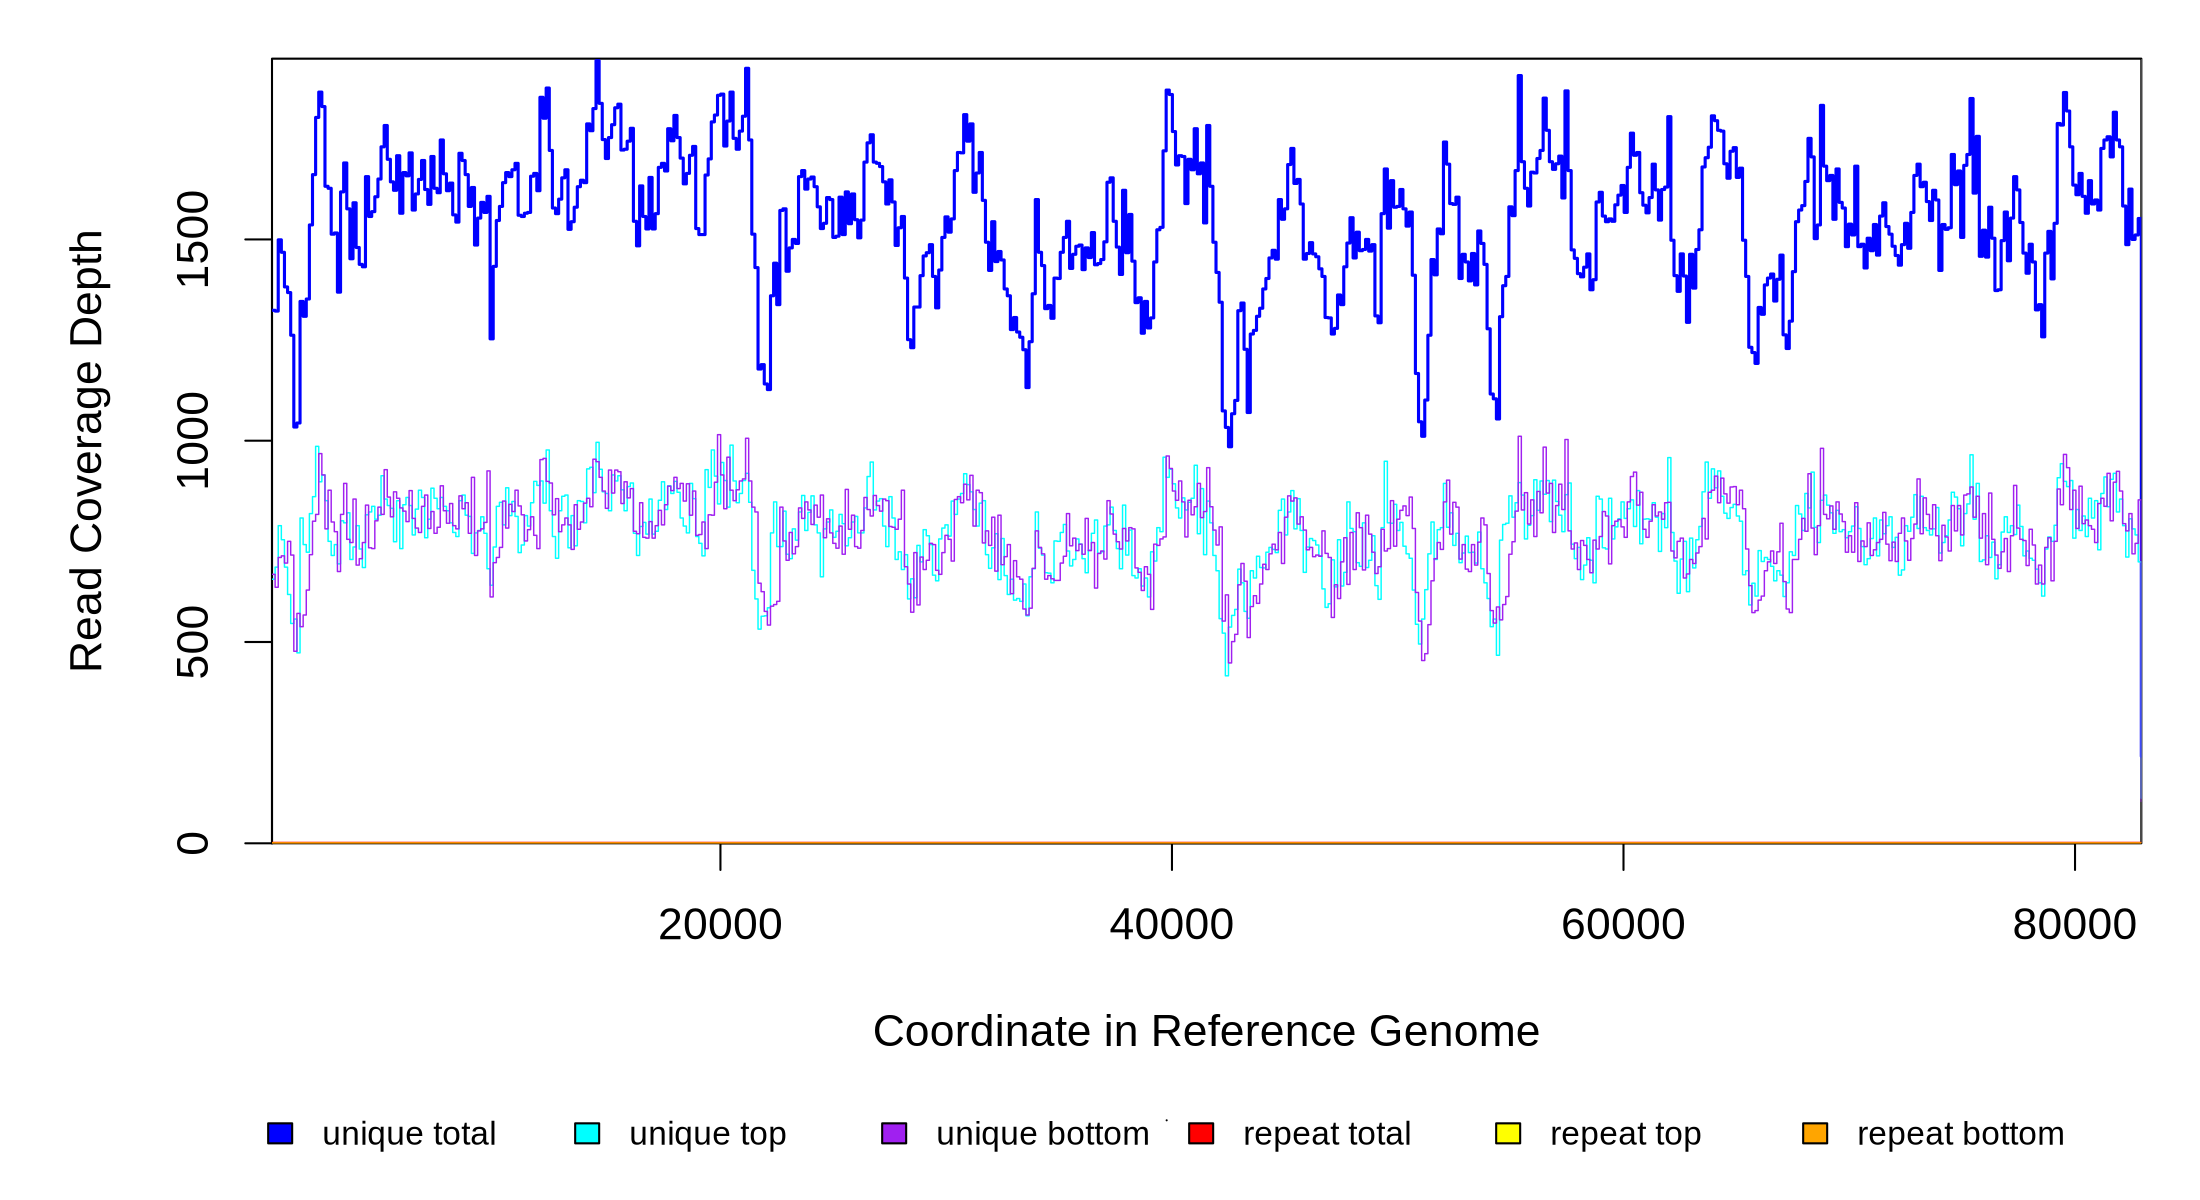 Read Coverage Depth
1500
1000
500
0
20000 40000 60000 80000
Coordinate in Reference Genome
unique total unique top unique bottom repeat total repeat top repeat bottom